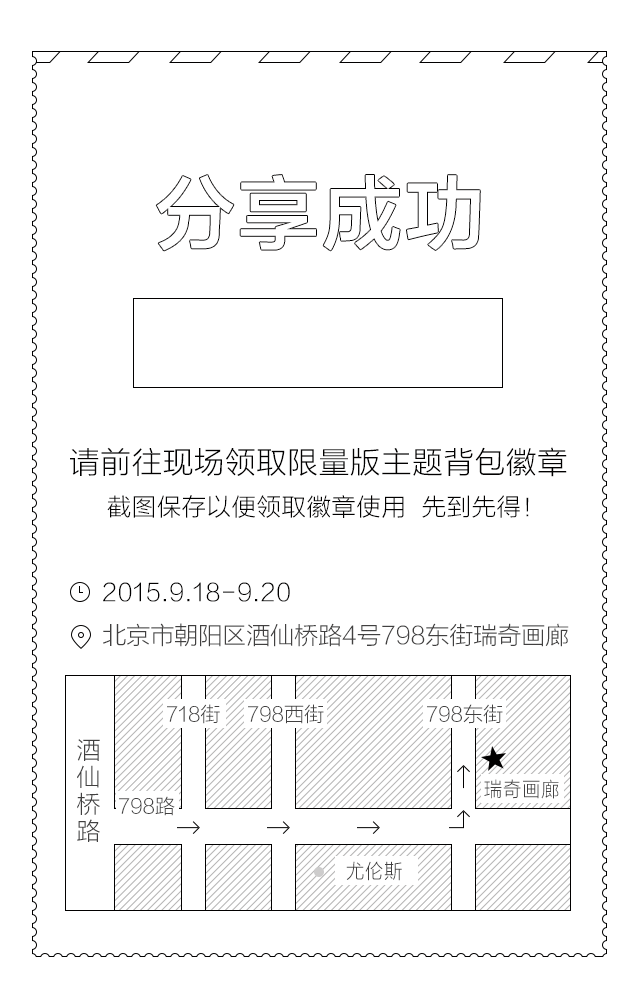 分享成功
请前往现场领取限量版主题背包徽章
截图保存以便领取徽章使用 先到先得！
2015.9.18-9.20
北京市朝阳区酒仙桥路4号798东街瑞奇画廊
718街
798西街
798东街
酒仙桥路
瑞奇画廊
798路
尤伦斯